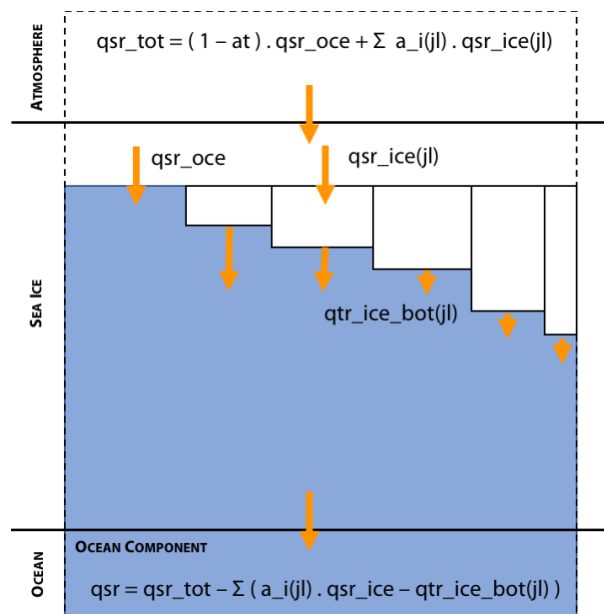 ATMOSPHERE
qsr_tot = ( 1 – at ) . qsr_oce + Σ a_i(jl) . qsr_ice(jl)
qsr_oce
qsr_ice(jl)
SEA ICE
qtr_ice_bot(jl)
OCEAN COMPONENT
OCEAN
qsr = qsr_tot – Σ ( a_i(jl) . qsr_ice – qtr_ice_bot(jl) )